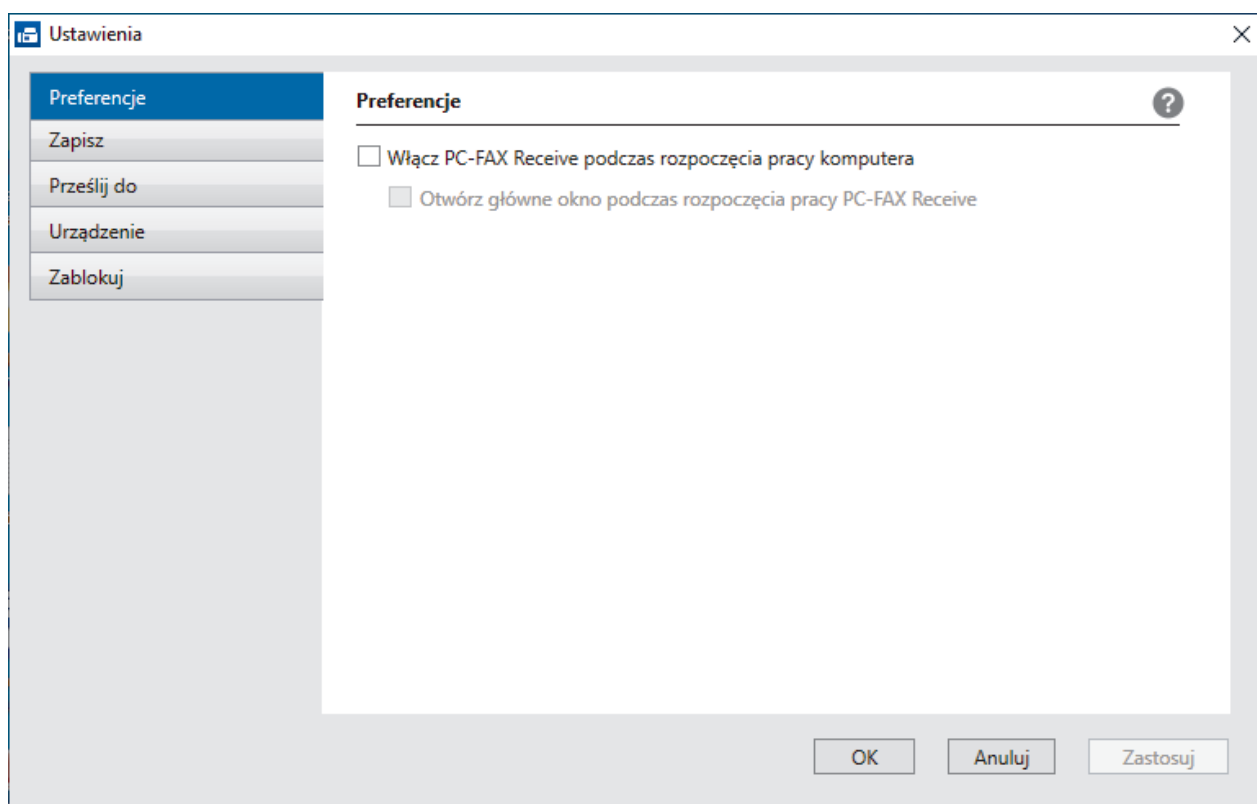 Ustawienia
Preferencje
Zapisz
Prześlij do
Urządzenie
Zablokuj
Preferencje
?
Włącz PC-FAX Receive podczas rozpoczęcia pracy komputera
Otwórz główne okno podczas rozpoczęcia pracy PC-FAX Receive
OK
Anuluj
Zastosuj